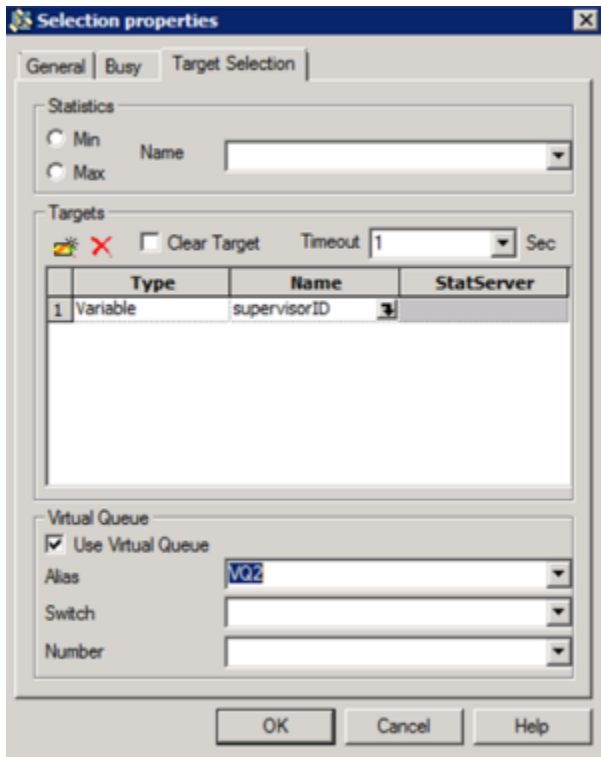 Selection properties
General Busy Target Selection
Statistics
Min
Name
Max
Targets
Clear Target Timeout 1 Sec
Type Name StatServer
1 Variable supervisorID
Virtual Queue
Use Virtual Queue
Alias VQ2
Switch
Number
OK Cancel Help